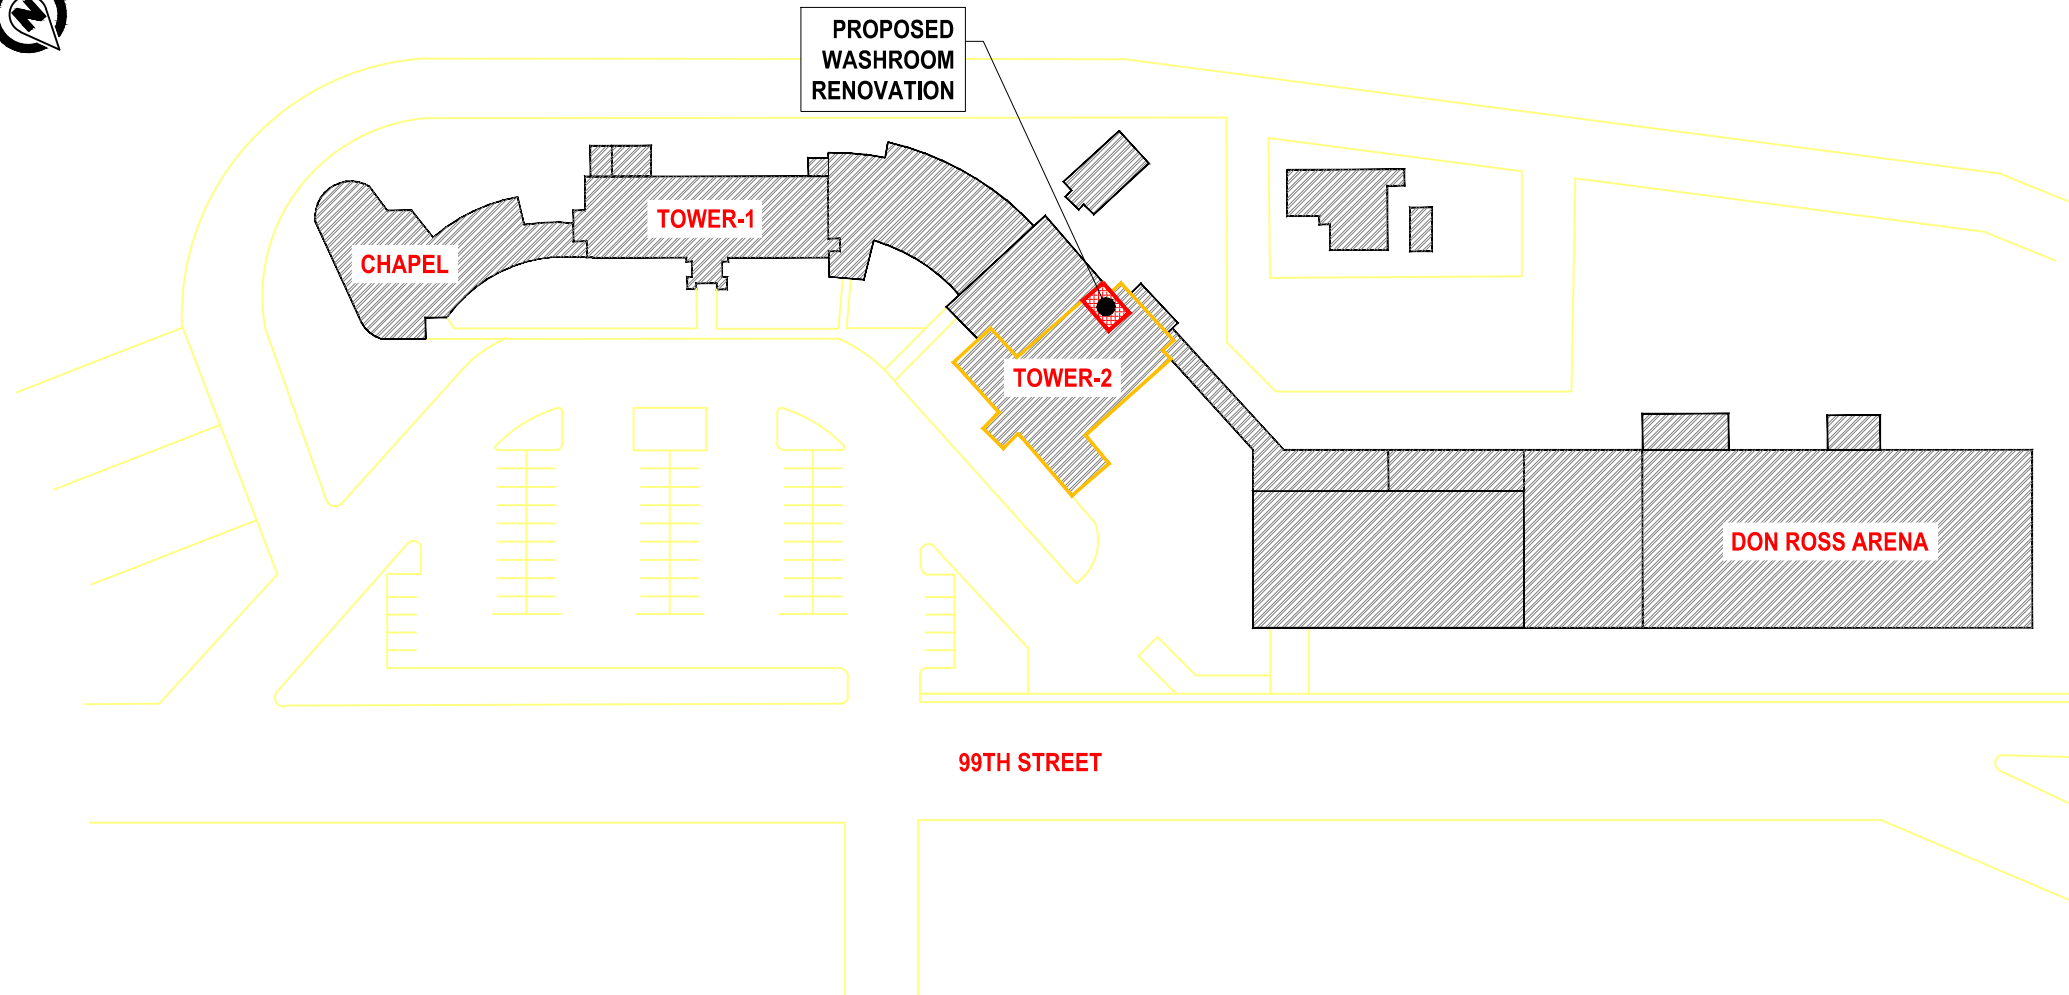 N
PROPOSED
WASHROOM
RENOVATION
TOWER-1
CHAPEL
TOWER-2
DON ROSS ARENA
99TH STREET